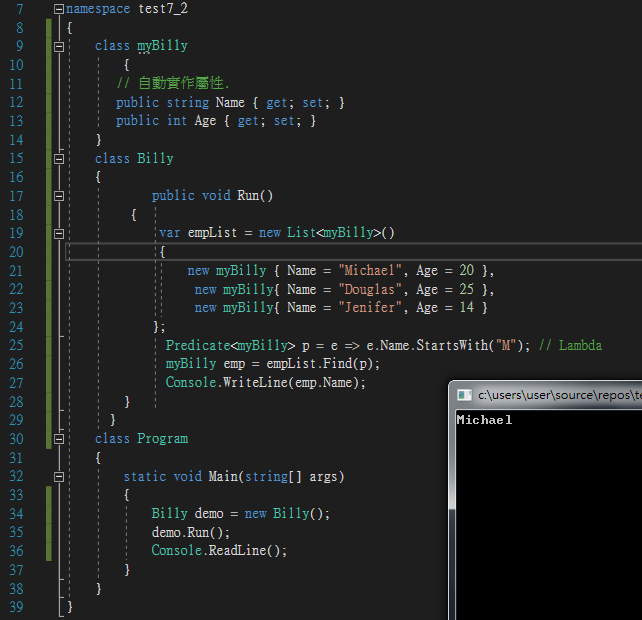 7 namespace test7_2
8 {
9 class myBilly
10 {
11 // 自動實作屬性.
12 public string Name { get; set; }
13 public int Age { get; set; }
14 }
15 class Billy
16 {
17 public void Run()
18 {
19 var empList = new List<myBilly>()
20 {
21 new myBilly { Name = "Michael", Age = 20 },
22 new myBilly{ Name = "Douglas", Age = 25 },
23 new myBilly{ Name = "Jenifer", Age = 14 }
24 };
25 Predicate<myBilly> p = e => e.Name.StartsWith("M"); // Lambda
26 myBilly emp = empList.Find(p);
27 Console.WriteLine(emp.Name);
28 }
29 }
30 class Program
31 {
32 static void Main(string[] args)
33 {
34 Billy demo = new Billy();
35 demo.Run();
36 Console.ReadLine();
37 }
38 }
39 }
c:\users\user\source\repos\te
Michael